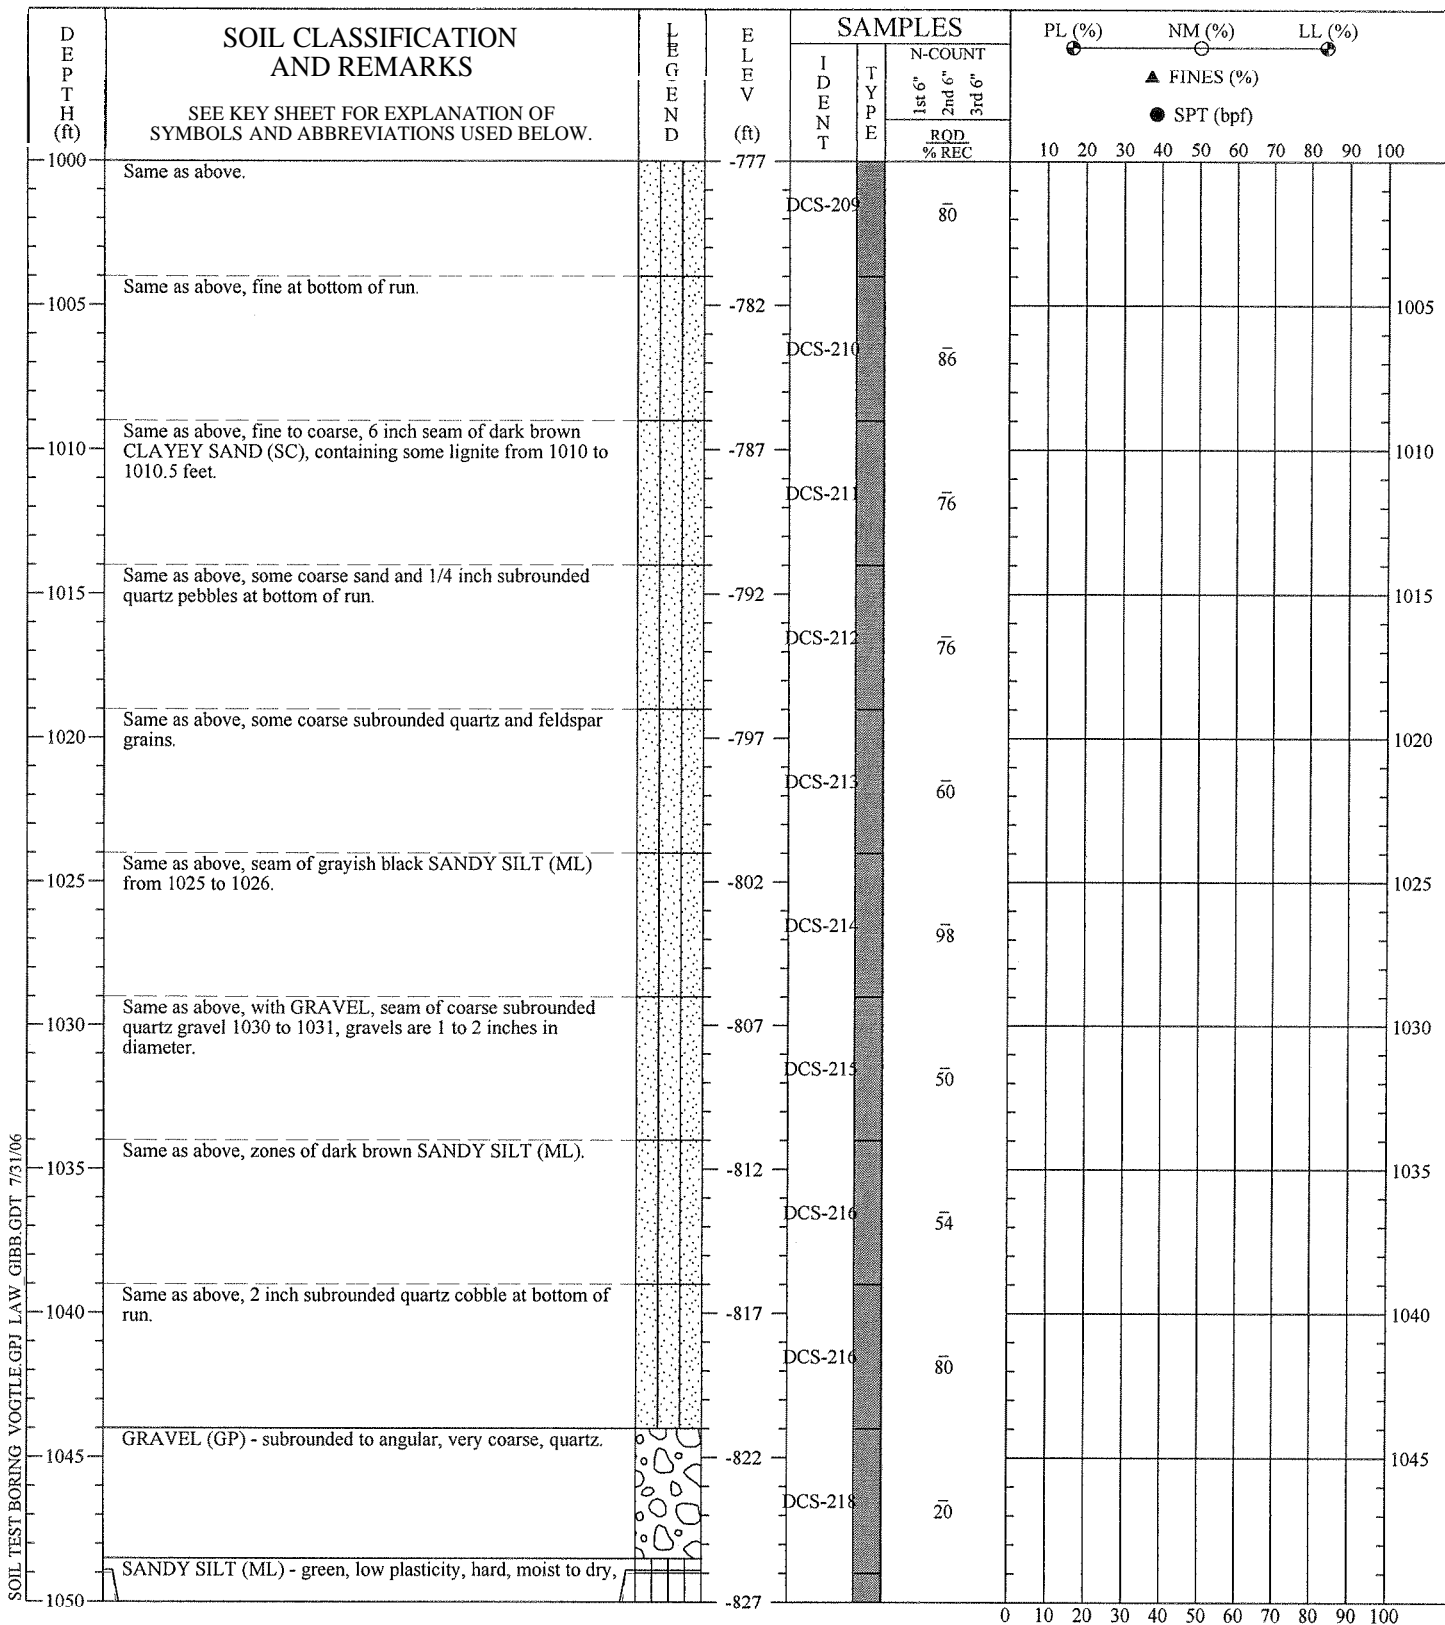 DEPTH (ft)
SOIL CLASSIFICATION
AND REMARKS
SEE KEY SHEET FOR EXPLANATION OF
SYMBOLS AND ABBREVIATIONS USED BELOW.
LEGEND
ELEV (ft)
SAMPLES
IDENT
TYPE
N-COUNT
1st 6"
2nd 6"
3rd 6"
RQD
% REC
PL (%) NM (%) LL (%)
▲ FINES (%)
● SPT (bpf)
10 20 30 40 50 60 70 80 90 100
1000
Same as above.
-777
DCS-209
80
Same as above, fine at bottom of run.
1005
-782
1005
DCS-210
86
Same as above, fine to coarse, 6 inch seam of dark brown
CLAYEY SAND (SC), containing some lignite from 1010 to
1010.5 feet.
1010
-787
1010
DCS-211
76
Same as above, some coarse sand and 1/4 inch subrounded
quartz pebbles at bottom of run.
1015
-792
1015
DCS-212
76
Same as above, some coarse subrounded quartz and feldspar
grains.
1020
-797
1020
DCS-213
60
Same as above, seam of grayish black SANDY SILT (ML)
from 1025 to 1026.
1025
-802
1025
DCS-214
98
Same as above, with GRAVEL, seam of coarse subrounded
quartz gravel 1030 to 1031, gravels are 1 to 2 inches in
diameter.
1030
-807
1030
DCS-215
50
Same as above, zones of dark brown SANDY SILT (ML).
1035
-812
1035
DCS-216
54
Same as above, 2 inch subrounded quartz cobble at bottom of
run.
1040
-817
1040
DCS-216
80
GRAVEL (GP) - subrounded to angular, very coarse, quartz.
1045
-822
1045
DCS-218
20
SANDY SILT (ML) - green, low plasticity, hard, moist to dry,
1050
-827
0 10 20 30 40 50 60 70 80 90 100
SOIL TEST BORING VOGTLE.GPJ LAW_GIBB.GDT 7/31/06